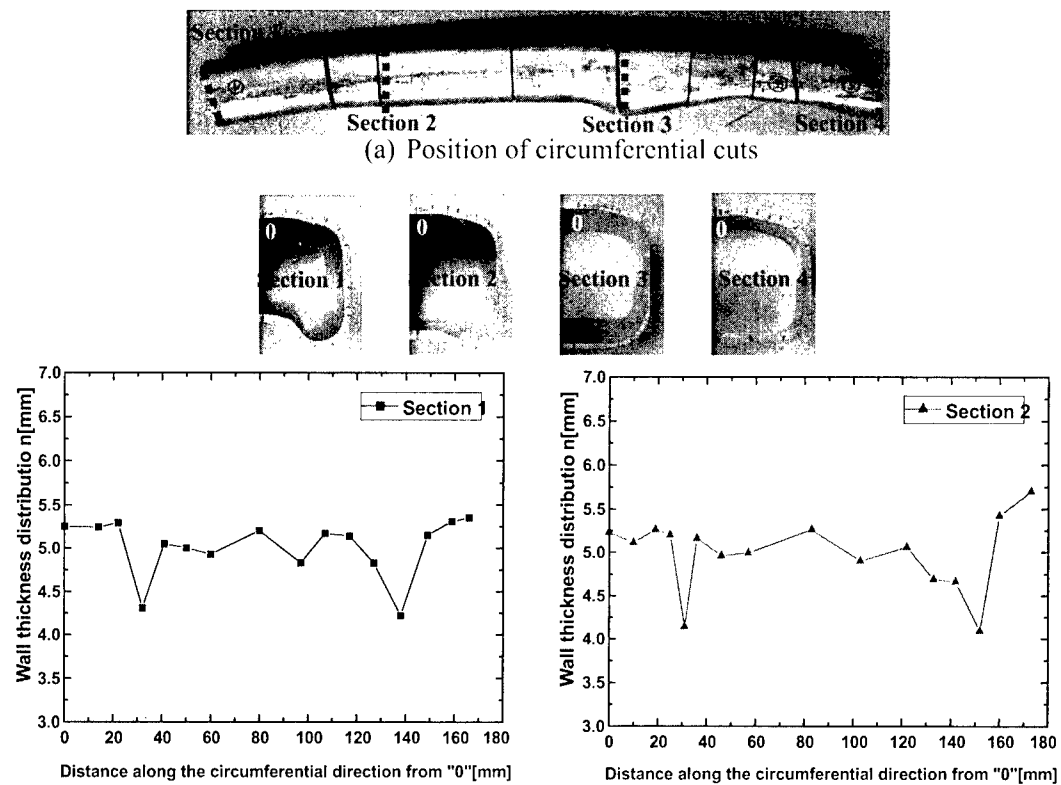 Section 2
Section 3
Section 4
(a) Position of circumferential cuts
0
0
0
0
Section 1
Section 2
Section 3
Section 4
Wall thickness distributio n[mm]
7.0
6.5
6.0
5.5
5.0
4.5
4.0
3.5
3.0
Section 1
0 20 40 60 80 100 120 140 160 180
Distance along the circumferential direction from "0"[mm]
Wall thickness distributio n[mm]
7.0
6.5
6.0
5.5
5.0
4.5
4.0
3.5
3.0
Section 2
0 20 40 60 80 100 120 140 160 180
Distance along the circumferential direction from "0"[mm]